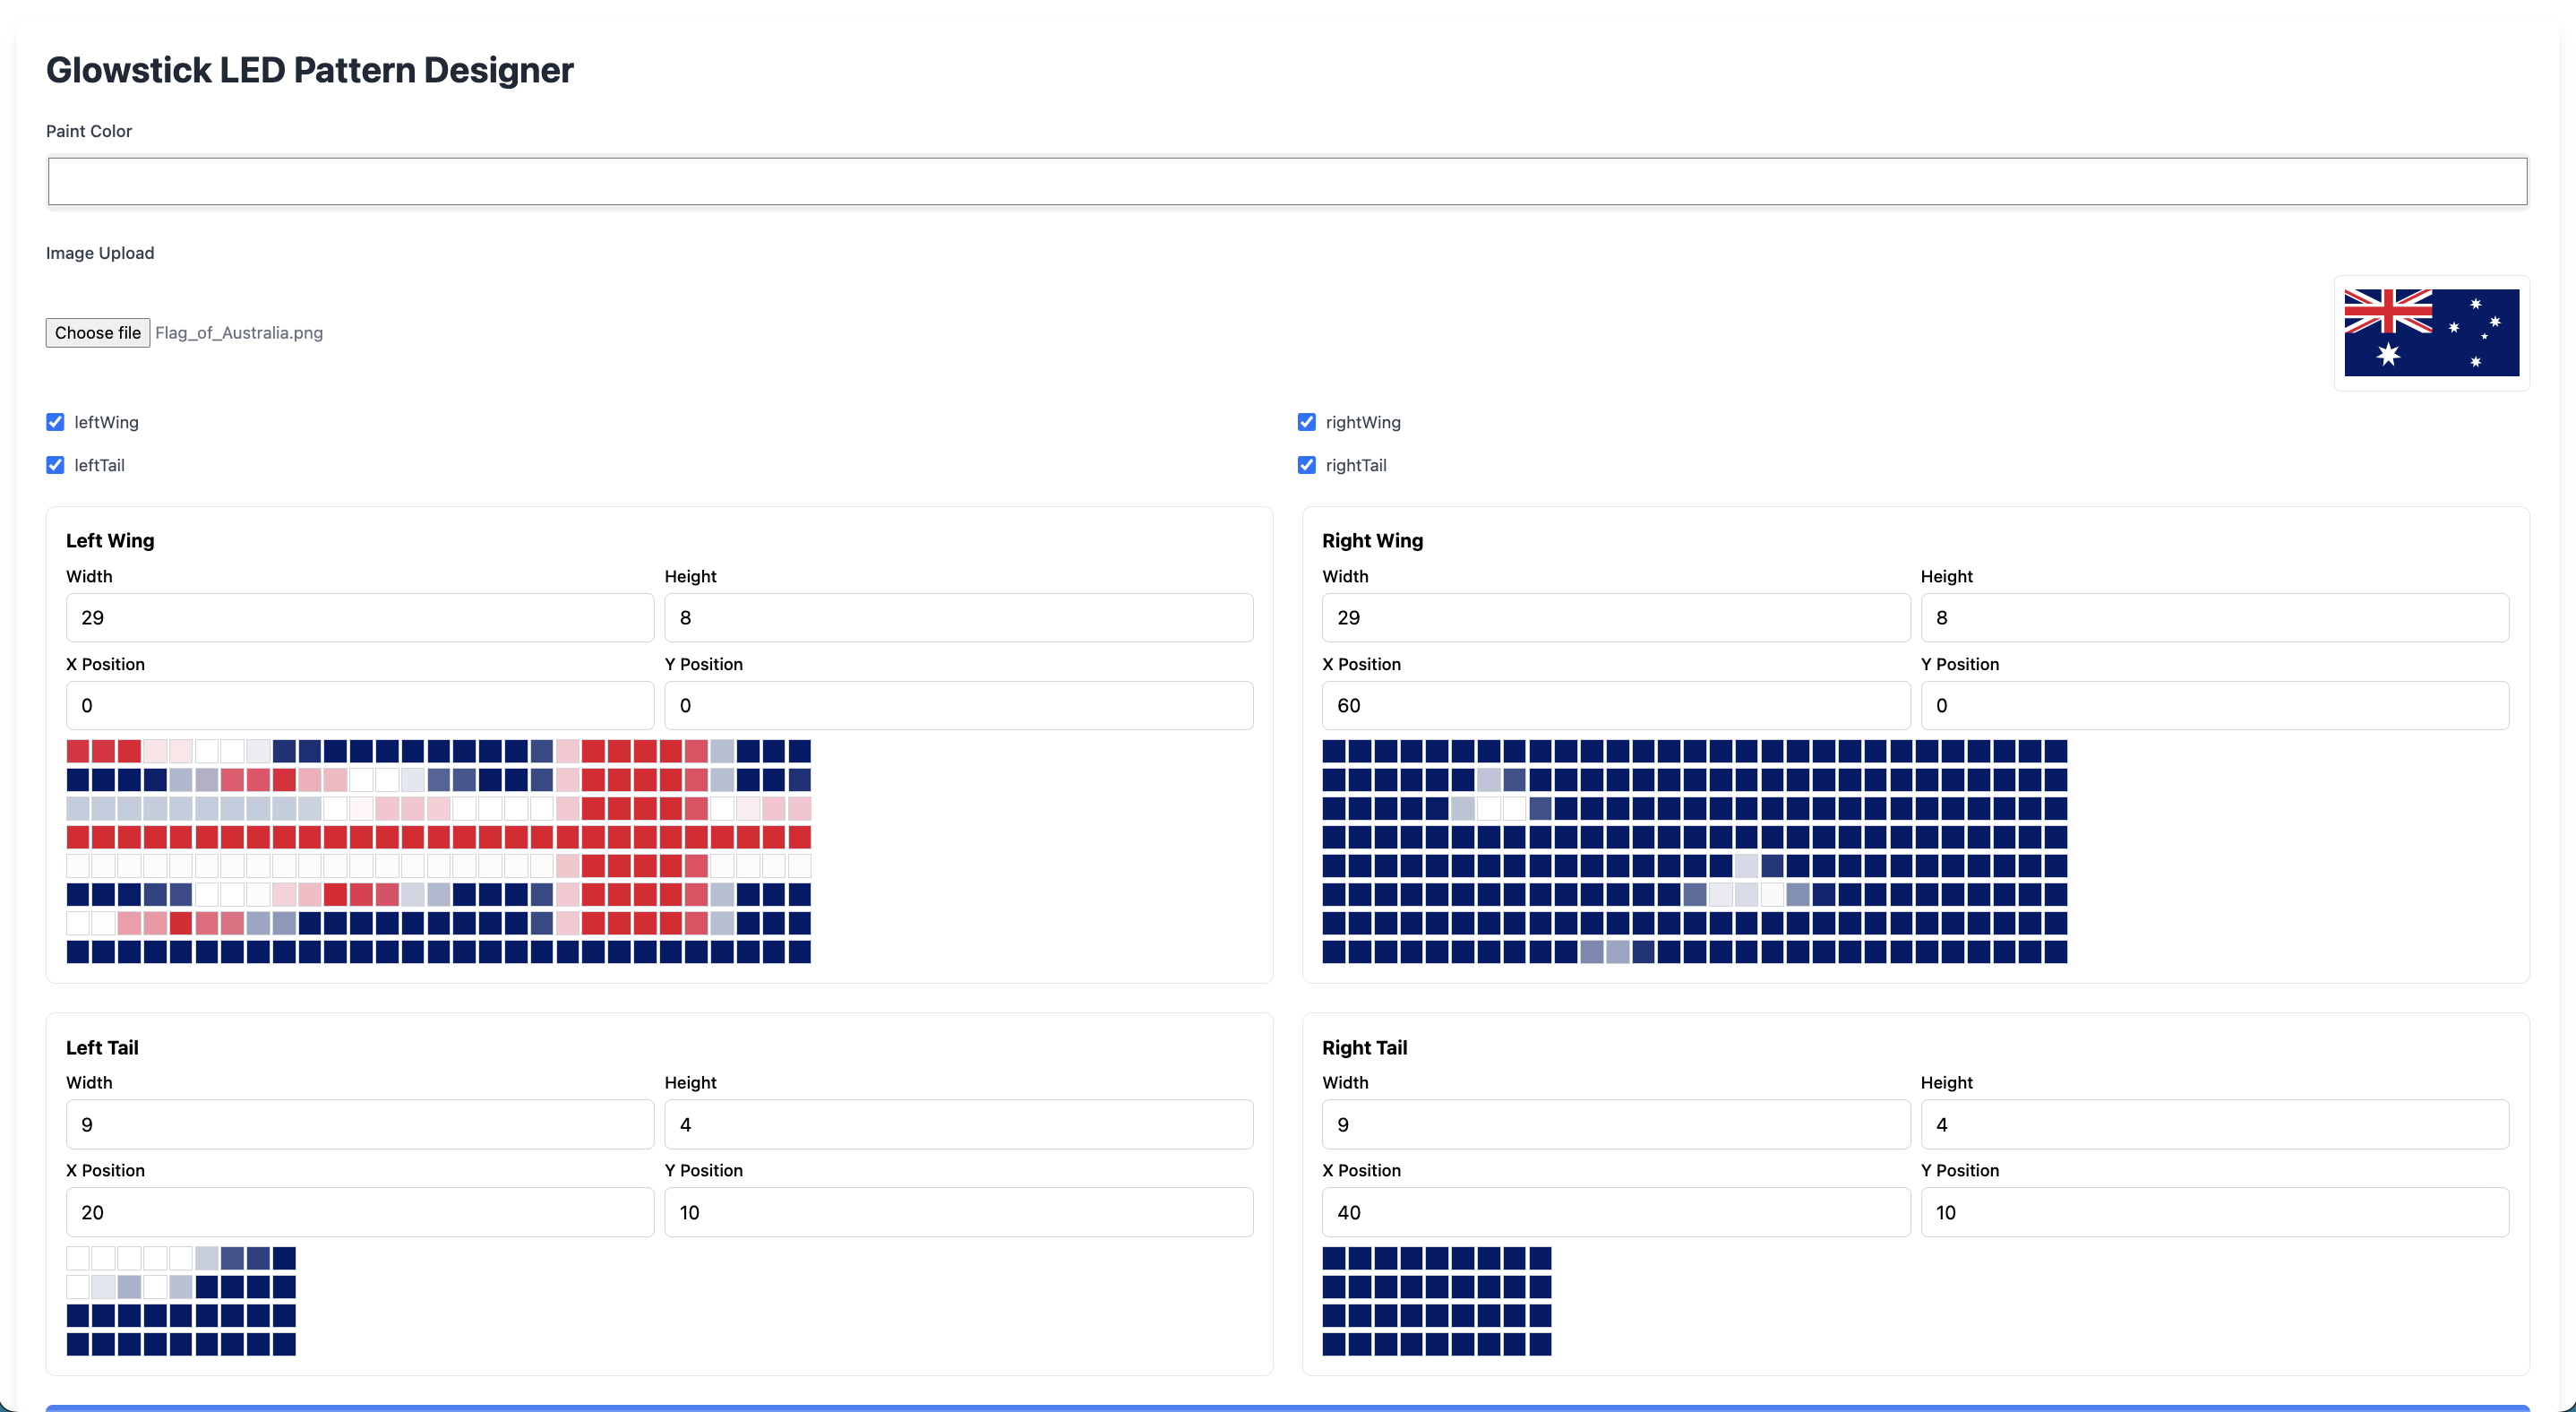 Glowstick LED Pattern Designer
Paint Color
Image Upload
Choose file Flag_of_Australia.png
leftWing
rightWing
leftTail
rightTail
Left Wing
Width
Height
29
8
X Position
Y Position
0
0
Right Wing
Width
Height
29
8
X Position
Y Position
60
0
Left Tail
Width
Height
9
4
X Position
Y Position
20
10
Right Tail
Width
Height
9
4
X Position
Y Position
40
10